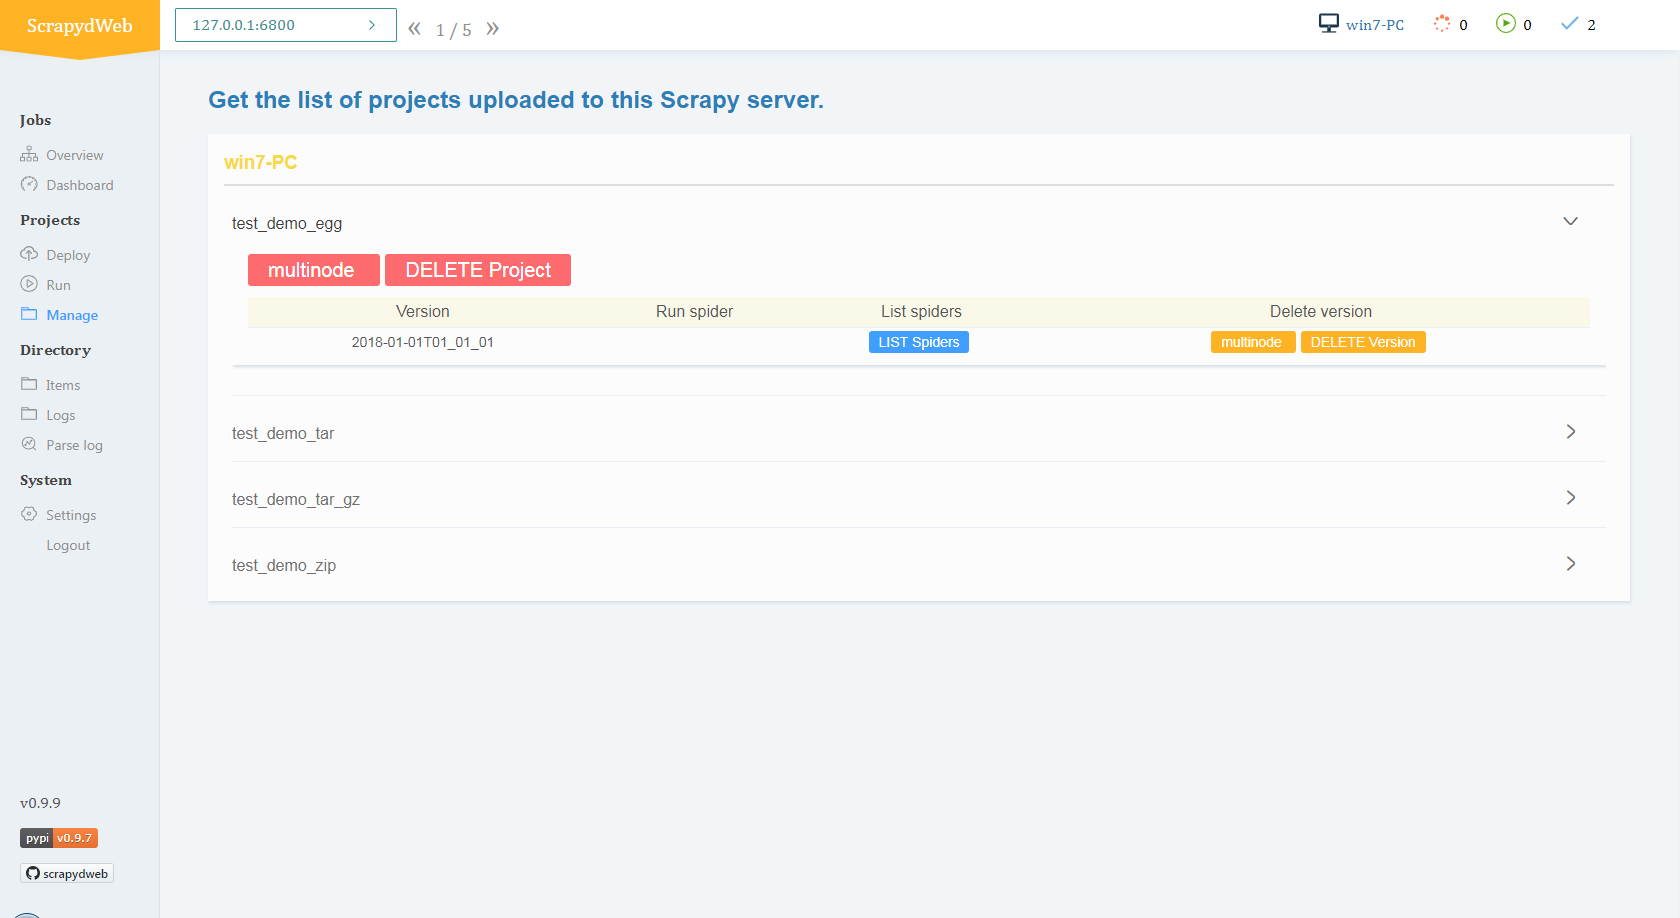 ScrapydWeb
127.0.0.1:6800
« 1 / 5 »
win7-PC 0 0 2
Jobs
Overview
Dashboard
Projects
Deploy
Run
Manage
Directory
Items
Logs
Parse log
System
Settings
Logout
v0.9.9
pypi v0.9.7
scrapydweb
Get the list of projects uploaded to this Scrapy server.
win7-PC
test_demo_egg
multinode DELETE Project
Version Run spider List spiders Delete version
2018-01-01T01_01_01 LIST Spiders multinode DELETE Version
test_demo_tar
test_demo_tar_gz
test_demo_zip